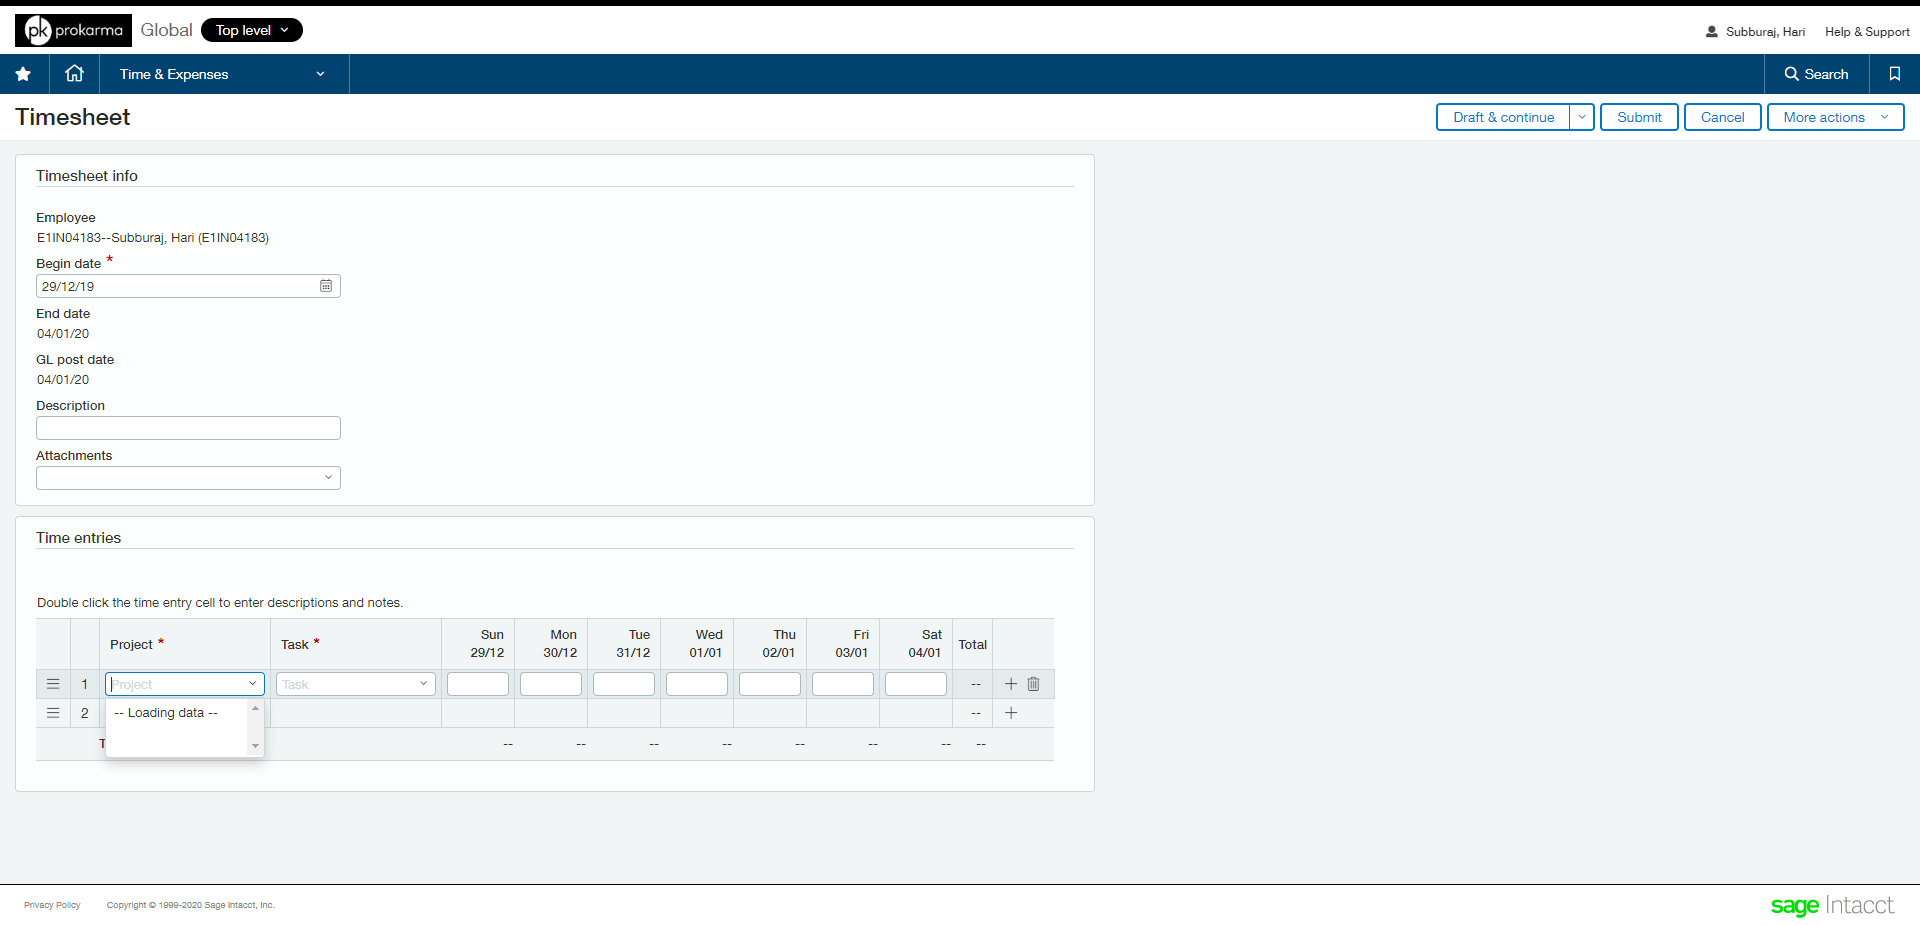 pk prokarma Global Top level Subburaj, Hari Help & Support
Time & Expenses Search
Timesheet Draft & continue Submit Cancel More actions
Timesheet info
Employee
E1IN04183--Subburaj, Hari (E1IN04183)
Begin date *
29/12/19
End date
04/01/20
GL post date
04/01/20
Description
Attachments
Time entries
Double click the time entry cell to enter descriptions and notes.
Project * Task * Sun 29/12 Mon 30/12 Tue 31/12 Wed 01/01 Thu 02/01 Fri 03/01 Sat 04/01 Total
1 Project Task --
2 -- Loading data -- --
T -- -- -- -- -- -- -- --
Privacy Policy Copyright © 1999-2020 Sage Intacct, Inc. sage Intacct